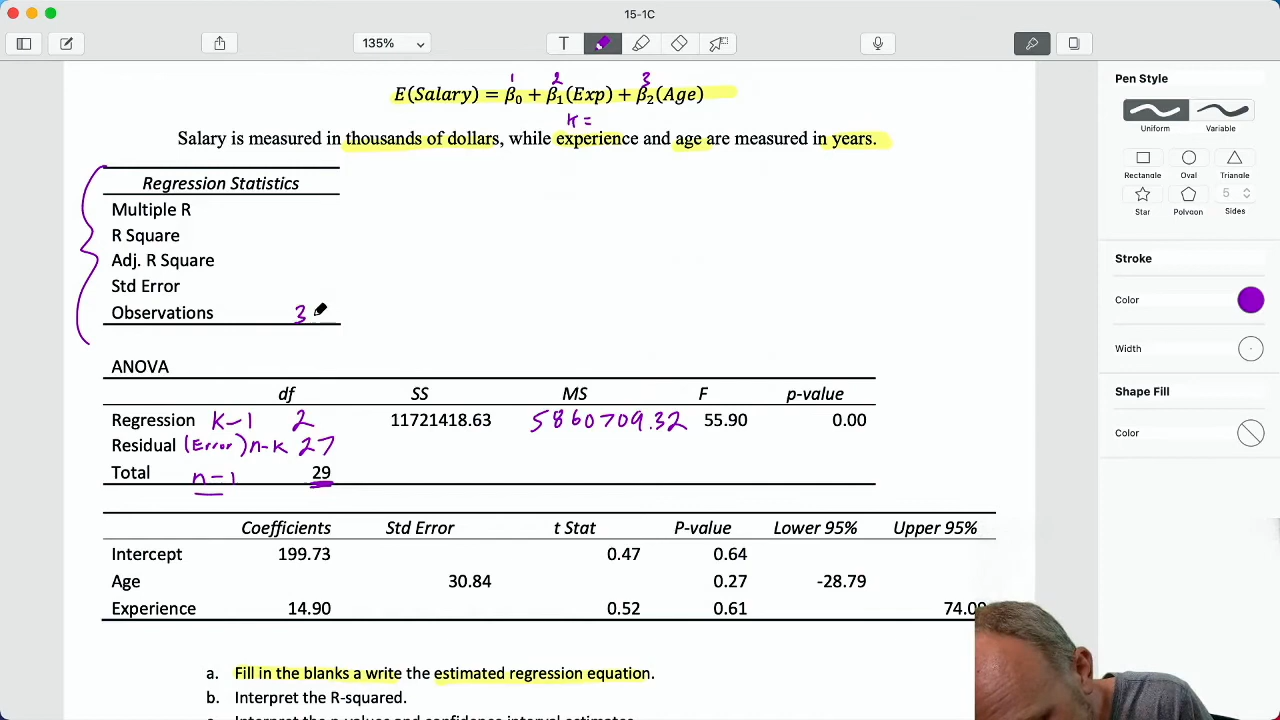 15-1C
135%
T
Pen Style
Uniform Variable
Rectangle Oval Triangle
Star Polygon 5 Sides
Stroke
Color
Width
Shape Fill
Color
1 2 3
E(Salary) = β₀ + β₁(Exp) + β₂(Age)
K =
Salary is measured in thousands of dollars, while experience and age are measured in years.
Regression Statistics
Multiple R
R Square
Adj. R Square
Std Error
Observations 3
ANOVA
df SS MS F p-value
Regression K-1 2 11721418.63 5860709.32 55.90 0.00
Residual (Error) n-k 27
Total n-1 29
Coefficients Std Error t Stat P-value Lower 95% Upper 95%
Intercept 199.73 0.47 0.64
Age 30.84 0.27 -28.79
Experience 14.90 0.52 0.61 74.00
a. Fill in the blanks a write the estimated regression equation.
b. Interpret the R-squared.